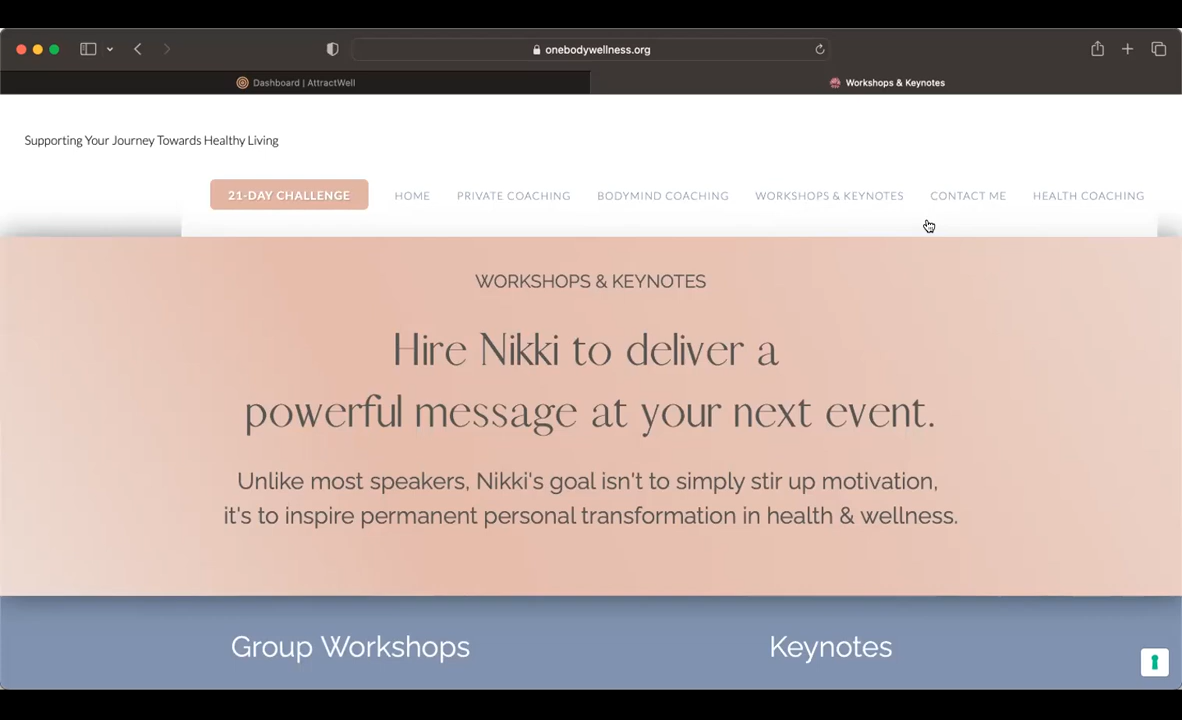 onebodywellness.org
Dashboard | AttractWell
Workshops & Keynotes
Supporting Your Journey Towards Healthy Living
21-DAY CHALLENGE
HOME
PRIVATE COACHING
BODYMIND COACHING
WORKSHOPS & KEYNOTES
CONTACT ME
HEALTH COACHING
WORKSHOPS & KEYNOTES
Hire Nikki to deliver a
powerful message at your next event.
Unlike most speakers, Nikki's goal isn't to simply stir up motivation,
it's to inspire permanent personal transformation in health & wellness.
Group Workshops
Keynotes